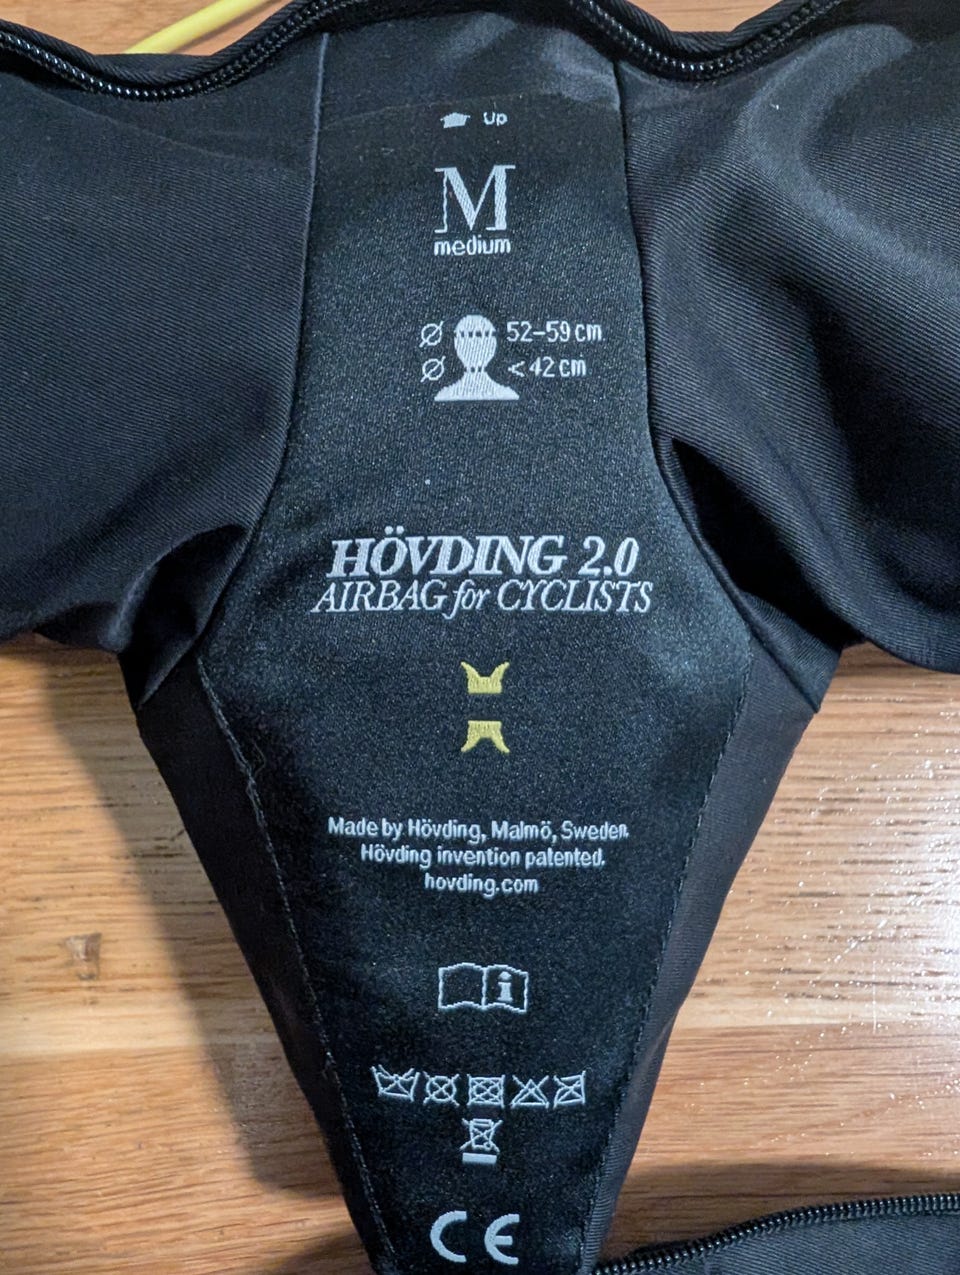 Up
M
medium
Ø 52–59 cm
Ø < 42 cm
HÖVDING 2.0
AIRBAG for CYCLISTS
Made by Hövding, Malmö, Sweden.
Hövding invention patented.
hovding.com
i
CE